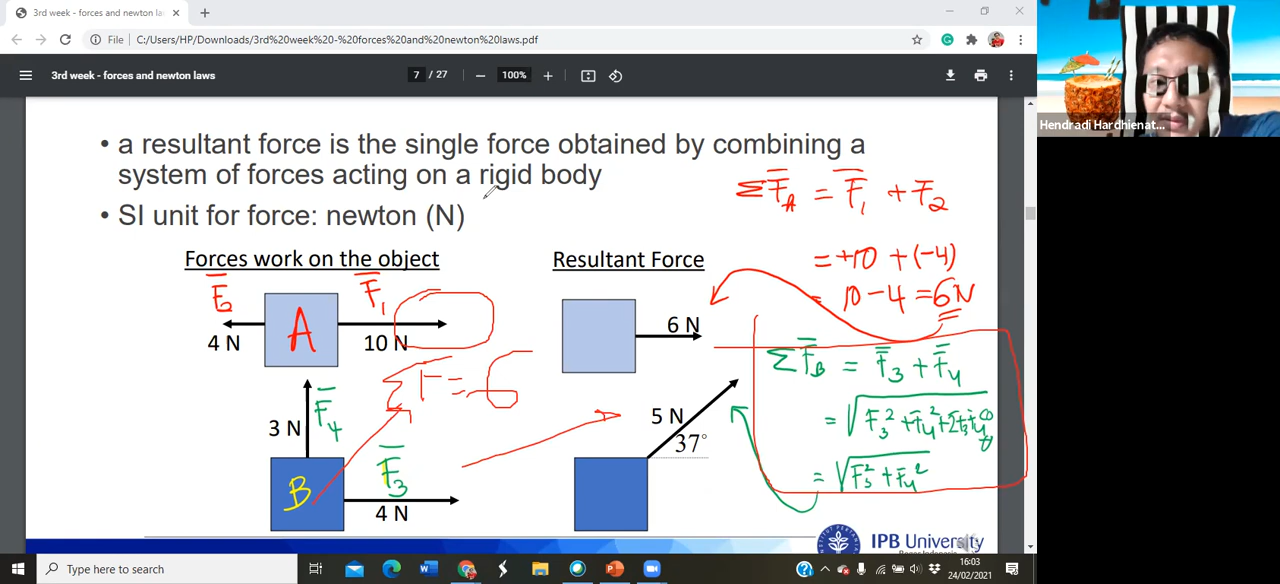 3rd week - forces and newton laws
File
C:/Users/HP/Downloads/3rd%20week%20-%20forces%20and%20newton%20laws.pdf
3rd week - forces and newton laws
7 / 27
100%
Hendradi Hardhienat...
• a resultant force is the single force obtained by combining a
system of forces acting on a rigid body
• SI unit for force: newton (N)
ΣF̅A = F̅1 + F̅2
= +10 + (-4)
= 10 - 4 = 6N
Forces work on the object
Resultant Force
F̅2
F̅1
A
4 N
10 N
6 N
ΣF̅B = F̅3 + F̅4
ΣF = 6
3 N
F̅4
5 N
37°
= √F3² + F4²
B
F̅3
4 N
IPB University
Type here to search
16:03
24/02/2021